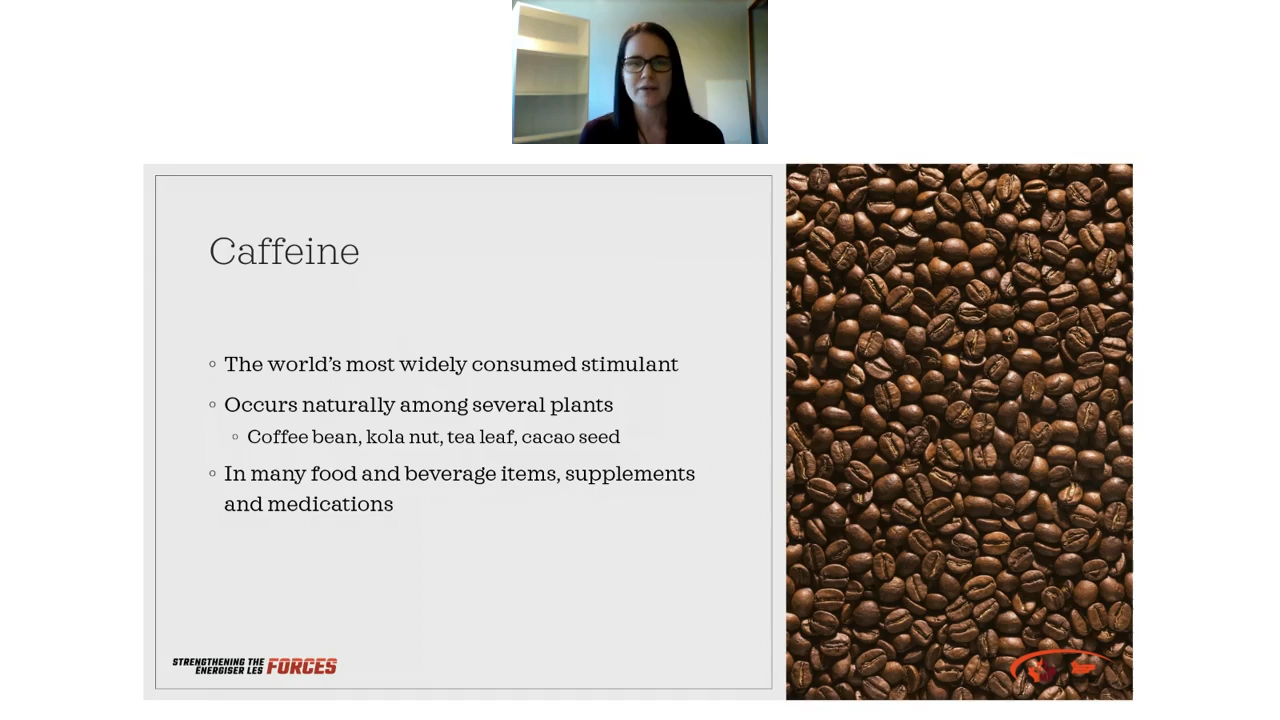 Caffeine
◦ The world’s most widely consumed stimulant
◦ Occurs naturally among several plants
◦ Coffee bean, kola nut, tea leaf, cacao seed
◦ In many food and beverage items, supplements
and medications
STRENGTHENING THE
ENERGISER LES FORCES